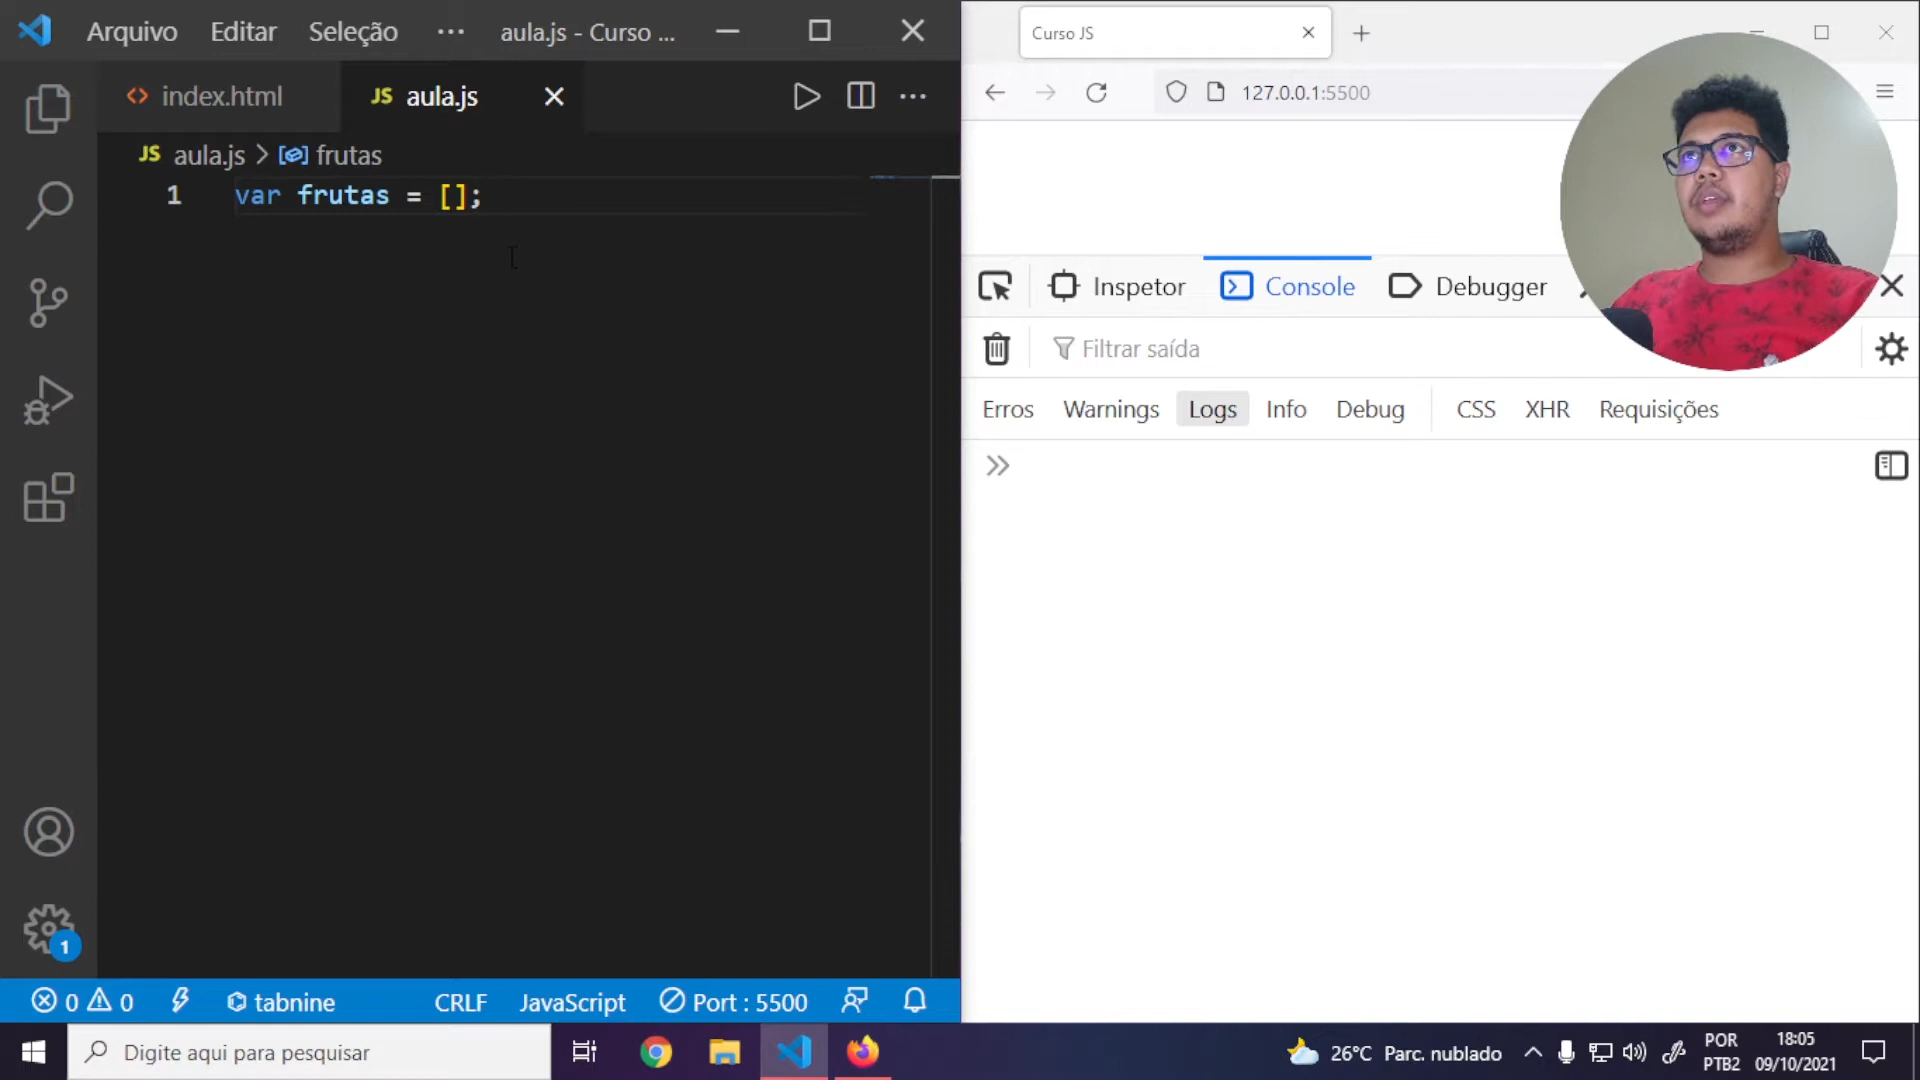 Arquivo Editar Seleção ··· aula.js - Curso ...
index.html JS aula.js
JS aula.js > frutas
1 var frutas = [];
1
0 0 tabnine CRLF JavaScript Port : 5500
Curso JS
127.0.0.1:5500
Inspetor Console Debugger
Filtrar saída
Erros Warnings Logs Info Debug CSS XHR Requisições
Digite aqui para pesquisar
26°C Parc. nublado
POR
PTB2
18:05
09/10/2021